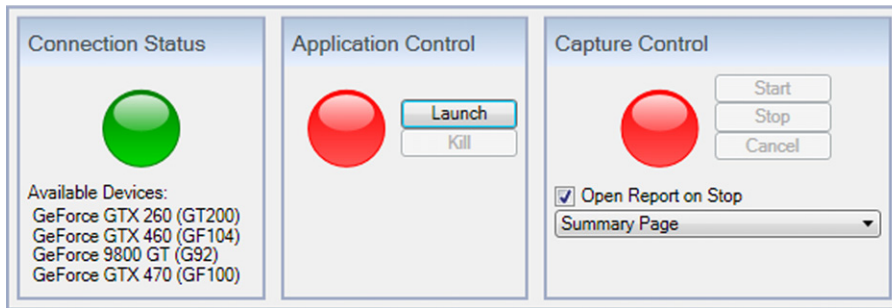 Connection Status
Available Devices:
GeForce GTX 260 (GT200)
GeForce GTX 460 (GF104)
GeForce 9800 GT (G92)
GeForce GTX 470 (GF100)
Application Control
Launch
Kill
Capture Control
Start
Stop
Cancel
Open Report on Stop
Summary Page